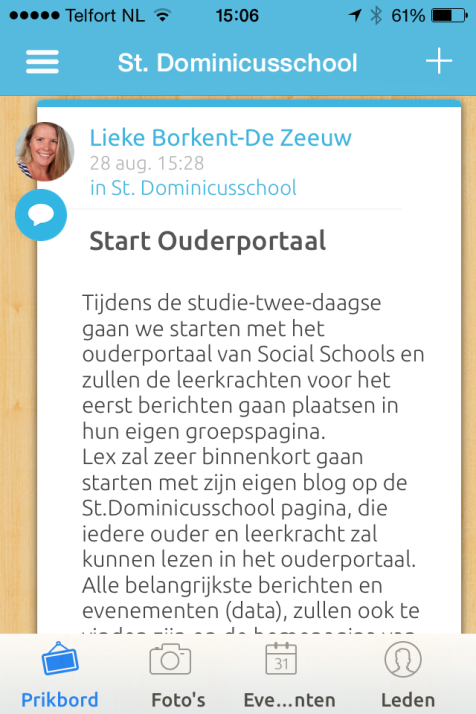 Telfort NL 15:06 61%
St. Dominicusschool
Lieke Borkent-De Zeeuw
28 aug. 15:28
in St. Dominicusschool
Start Ouderportaal
Tijdens de studie-twee-daagse
gaan we starten met het
ouderportaal van Social Schools en
zullen de leerkrachten voor het
eerst berichten gaan plaatsen in
hun eigen groepspagina.
Lex zal zeer binnenkort gaan
starten met zijn eigen blog op de
St.Dominicusschool pagina, die
iedere ouder en leerkracht zal
kunnen lezen in het ouderportaal.
Alle belangrijkste berichten en
evenementen (data), zullen ook te
31
Prikbord Foto's Eve...nten Leden